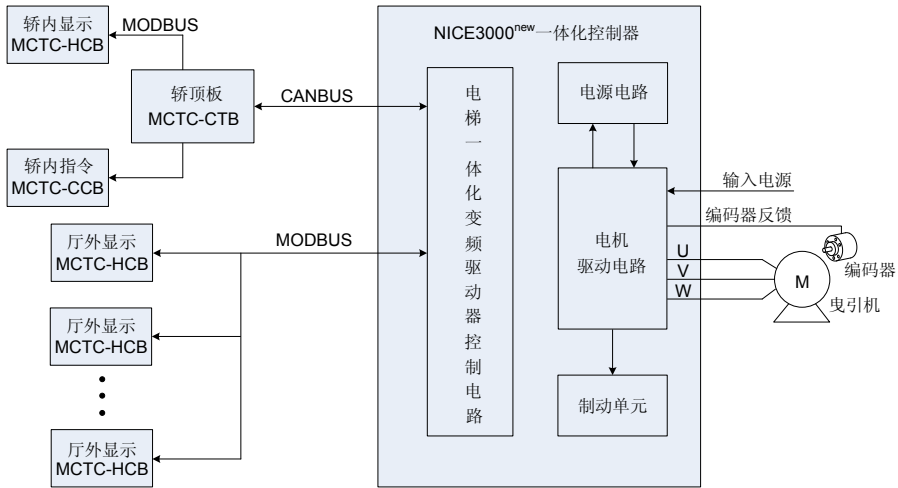 轿内显示
MCTC-HCB
MODBUS
轿顶板
MCTC-CTB
CANBUS
轿内指令
MCTC-CCB
厅外显示
MCTC-HCB
MODBUS
厅外显示
MCTC-HCB
厅外显示
MCTC-HCB
NICE3000new一体化控制器
电梯一体化变频驱动器控制电路
电源电路
电机
驱动电路
制动单元
输入电源
编码器反馈
U
V
W
编码器
M
曳引机